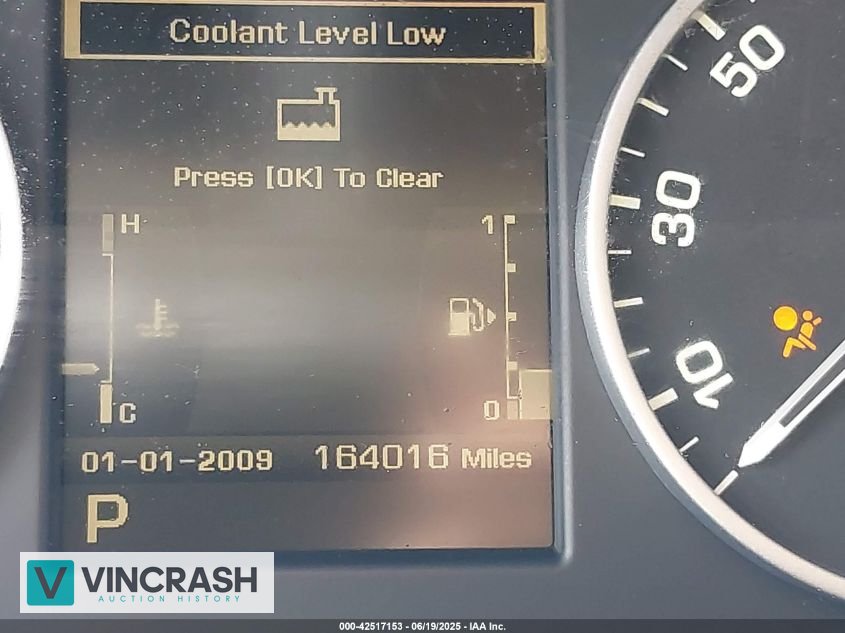 Coolant Level Low
Press [OK] To Clear
H
1
C
0
01-01-2009 164016 Miles
P
50
30
10
V VINCRASH
AUCTION HISTORY
000-42517153 - 06/19/2025 - IAA Inc.